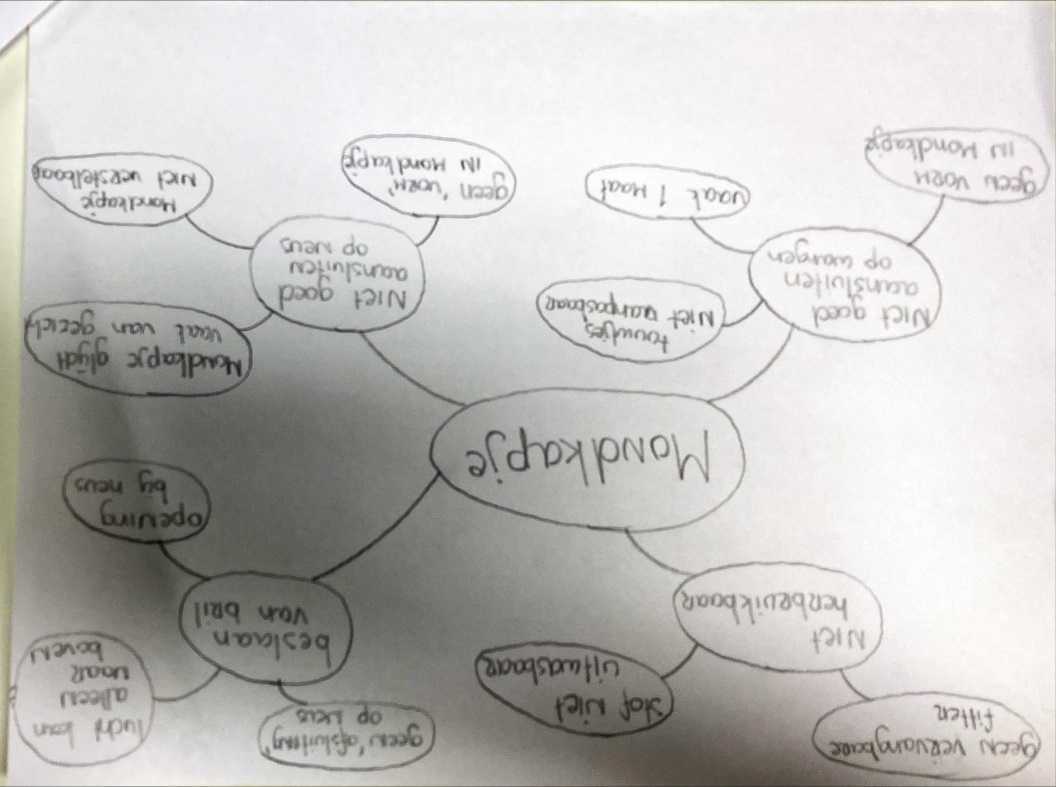 geen vervangbare
filter
stof niet
uitwasbaar
geen "afsluiting"
op neus
lucht kan
alleen
naar
boven
Niet
herbruikbaar
beslaan
van bril
opening
bij neus
Mondkapje
Niet goed
aansluiten
op wangen
touwtjes
Niet aanpasbaar
vaak 1 maat
geen vorm
in mondkapje
Niet goed
aansluiten
op neus
Mondkapje glijdt
vaak van gezicht
geen "vorm"
in mondkapje
Mondkapje
niet verstelbaar